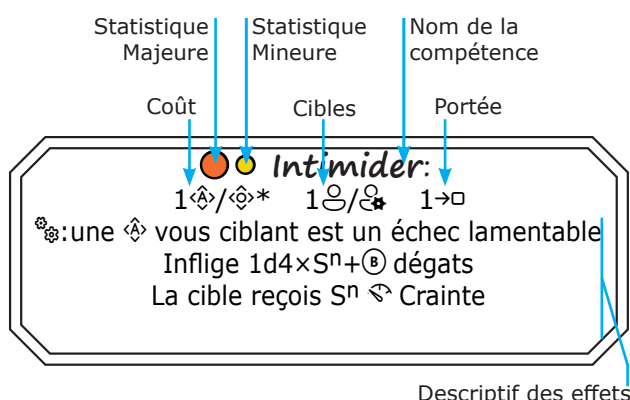 Statistique Majeure
Statistique Mineure
Nom de la compétence
Coût
Cibles
Portée
Intimider:
1⟨A⟩/⟨O⟩* 1/ 1→□
:une ⟨A⟩ vous ciblant est un échec lamentable
Inflige 1d4×Sⁿ+Ⓑ dégats
La cible reçois Sⁿ Crainte
Descriptif des effets